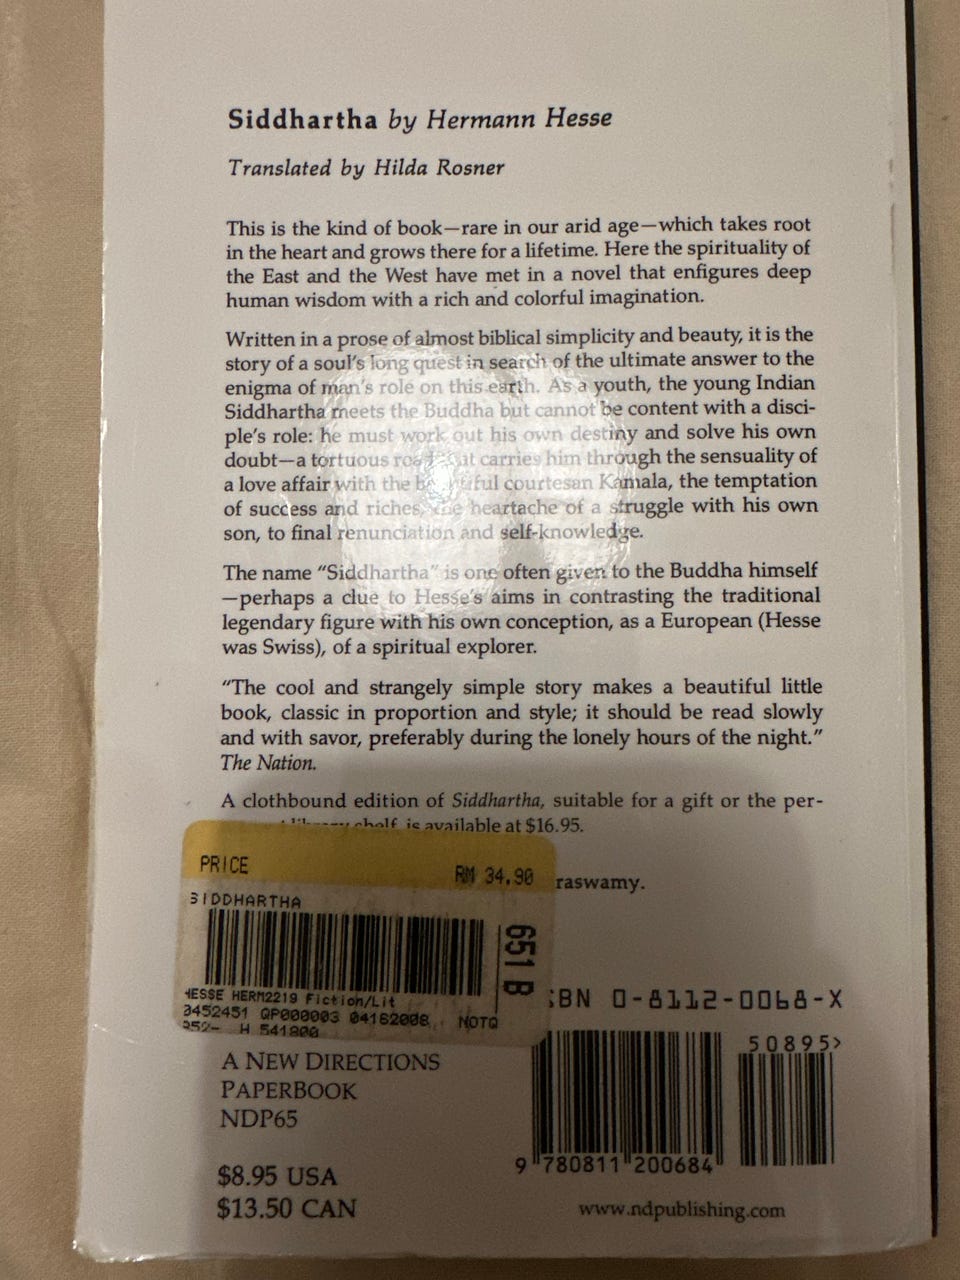 Siddhartha by Hermann Hesse
Translated by Hilda Rosner
This is the kind of book—rare in our arid age—which takes root
in the heart and grows there for a lifetime. Here the spirituality of
the East and the West have met in a novel that enfigures deep
human wisdom with a rich and colorful imagination.
Written in a prose of almost biblical simplicity and beauty, it is the
story of a soul's long quest in search of the ultimate answer to the
enigma of man's role on this earth. As a youth, the young Indian
Siddhartha meets the Buddha but cannot be content with a disci-
ple's role: he must work out his own destiny and solve his own
doubt—a tortuous road that carries him through the sensuality of
a love affair with the beautiful courtesan Kamala, the temptation
of success and riches, the heartache of a struggle with his own
son, to final renunciation and self-knowledge.
The name “Siddhartha” is one often given to the Buddha himself
—perhaps a clue to Hesse's aims in contrasting the traditional
legendary figure with his own conception, as a European (Hesse
was Swiss), of a spiritual explorer.
“The cool and strangely simple story makes a beautiful little
book, classic in proportion and style; it should be read slowly
and with savor, preferably during the lonely hours of the night.”
The Nation.
A clothbound edition of Siddhartha, suitable for a gift or the per-
library shelf, is available at $16.95.
raswamy.
PRICE RM 34.90
SIDDHARTHA
651 B
HESSE HERM2219 Fiction/Lit
QP000003 04162008 NOTQ
H 541800
ISBN 0-8112-0068-X
50895>
9 780811 200684
A NEW DIRECTIONS
PAPERBOOK
NDP65
$8.95 USA
$13.50 CAN
www.ndpublishing.com